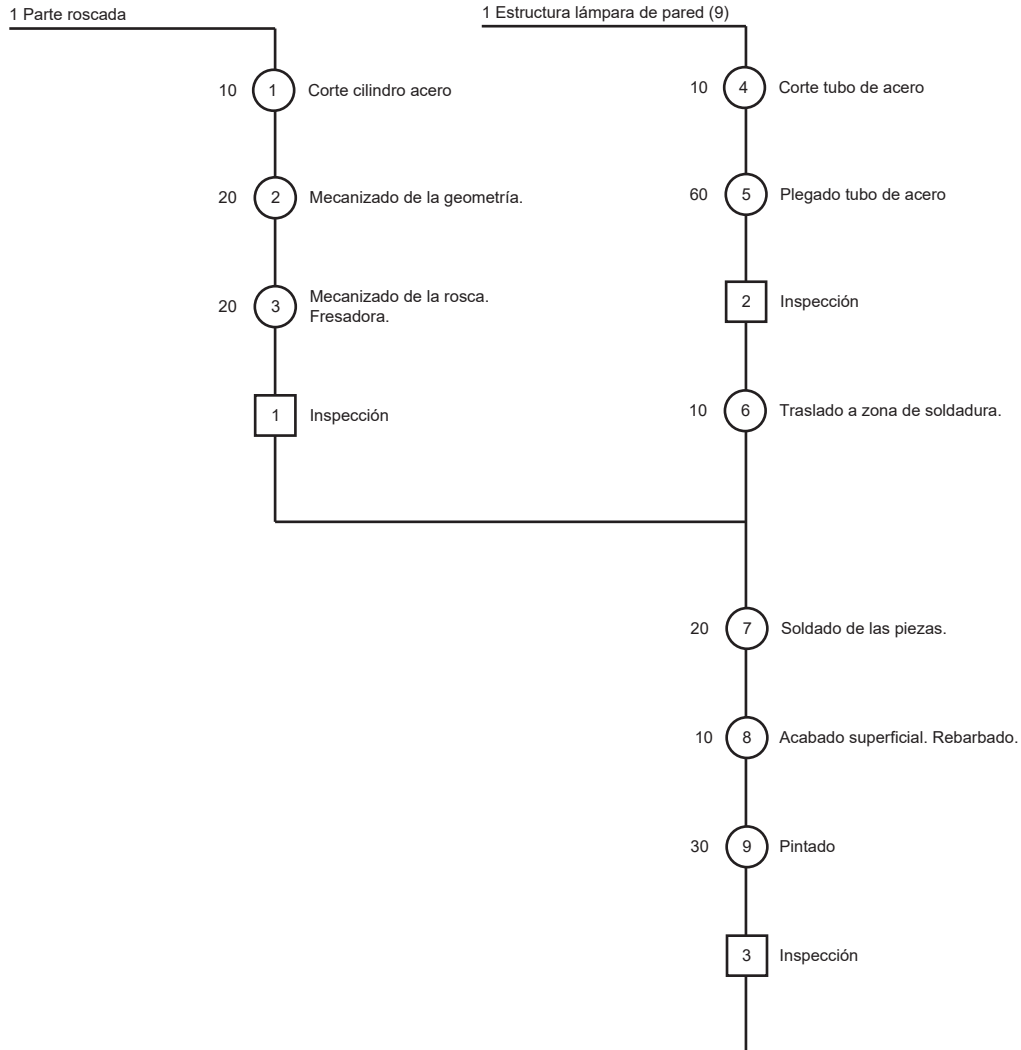 1 Parte roscada
10 1 Corte cilindro acero
20 2 Mecanizado de la geometría.
20 3 Mecanizado de la rosca.
Fresadora.
1 Inspección
1 Estructura lámpara de pared (9)
10 4 Corte tubo de acero
60 5 Plegado tubo de acero
2 Inspección
10 6 Traslado a zona de soldadura.
20 7 Soldado de las piezas.
10 8 Acabado superficial. Rebarbado.
30 9 Pintado
3 Inspección